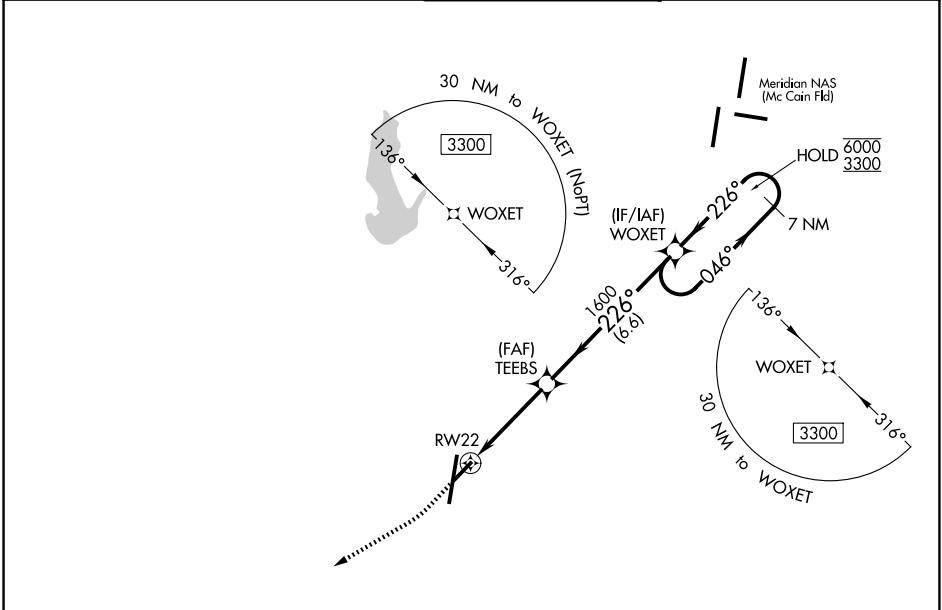 30 NM to WOXET (NoPT)
3300
136°
WOXET
316°
Meridian NAS
(Mc Cain Fld)
HOLD 6000
3300
226°
7 NM
(IF/IAF)
WOXET
046°
1600
226°
(6.6)
(FAF)
TEEBS
RW22
136°
WOXET
316°
3300
30 NM to WOXET